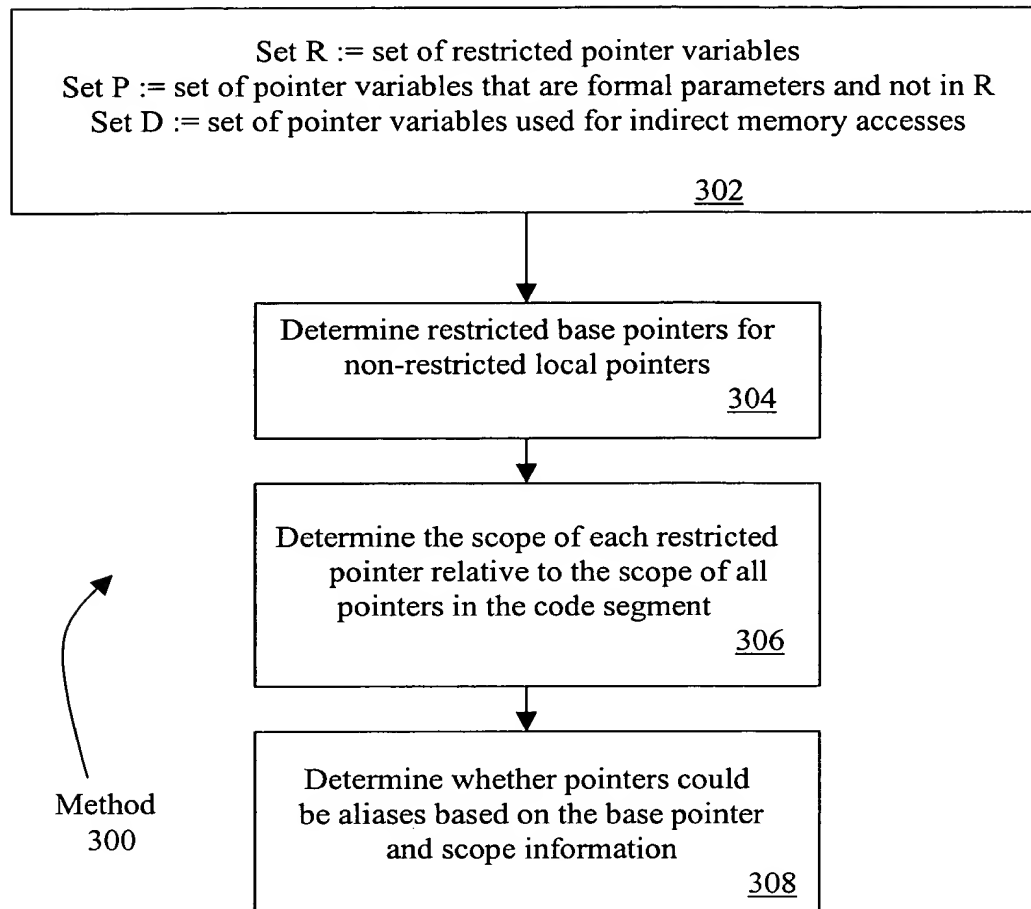 Set R := set of restricted pointer variables
Set P := set of pointer variables that are formal parameters and not in R
Set D := set of pointer variables used for indirect memory accesses
302
Determine restricted base pointers for
non-restricted local pointers
304
Determine the scope of each restricted
pointer relative to the scope of all
pointers in the code segment
306
Determine whether pointers could
be aliases based on the base pointer
and scope information
308
Method
300